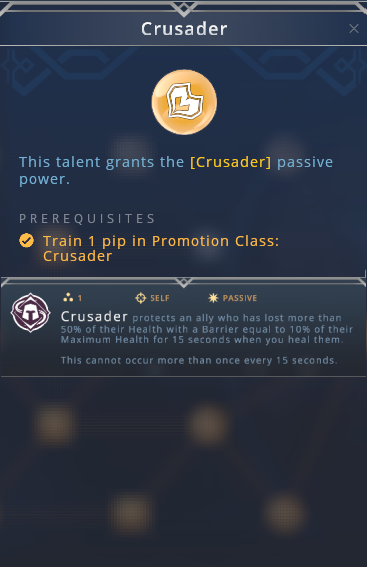 Crusader
This talent grants the [Crusader] passive
power.
PREREQUISITES
Train 1 pip in Promotion Class:
Crusader
1 SELF PASSIVE
Crusader protects an ally who has lost more than
50% of their Health with a Barrier equal to 10% of their
Maximum Health for 15 seconds when you heal them.
This cannot occur more than once every 15 seconds.